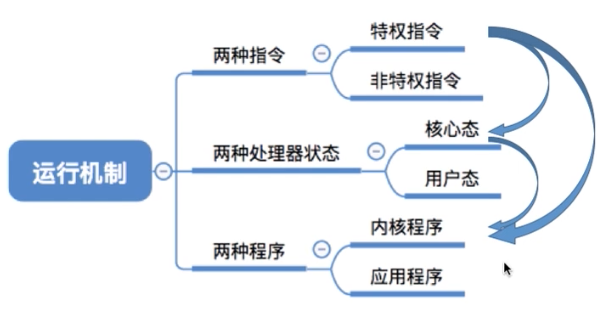 特权指令
两种指令
非特权指令
核心态
运行机制
两种处理器状态
用户态
内核程序
两种程序
应用程序